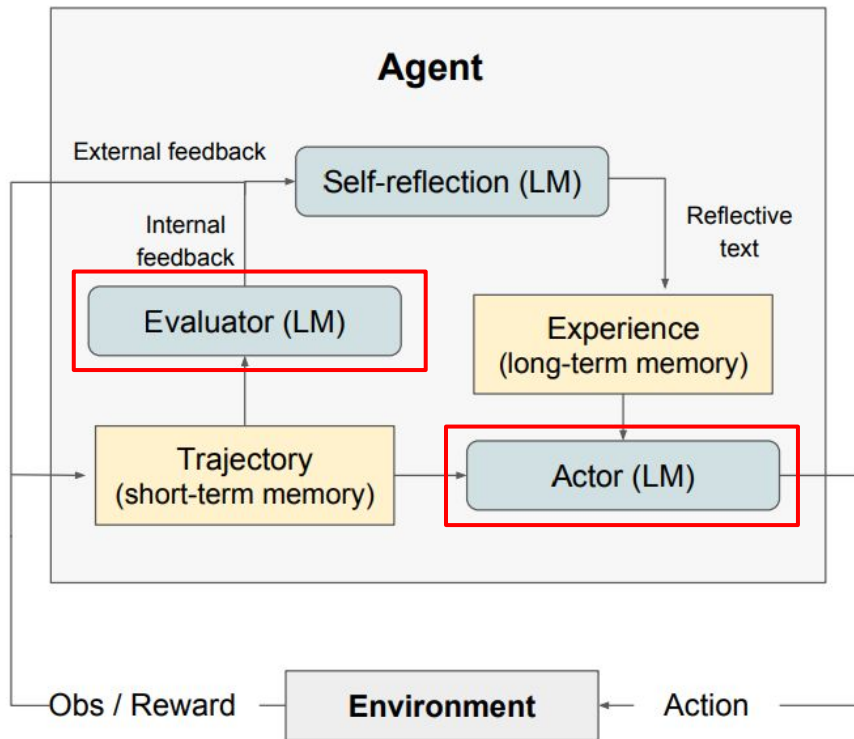 Agent
External feedback
Self-reflection (LM)
Internal
feedback
Reflective
text
Evaluator (LM)
Experience
(long-term memory)
Trajectory
(short-term memory)
Actor (LM)
Obs / Reward
Environment
Action